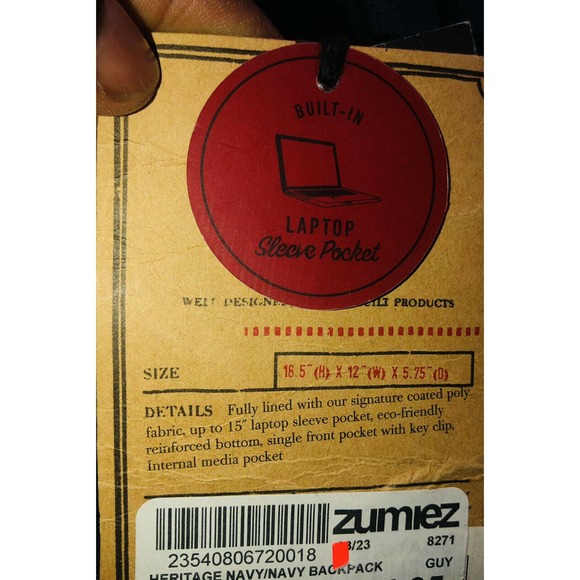 BUILT-IN
LAPTOP
Sleeve Pocket
PRODUCTS
SIZE 18.5"(H) X 12"(W) X 5.75"(D)
DETAILS Fully lined with our signature coated poly
fabric, up to 15" laptop sleeve pocket, eco-friendly
reinforced bottom, single front pocket with key clip,
Internal media pocket
zumiez
23540806720018 /23 8271
HERITAGE NAVY/NAVY BACKPACK GUY